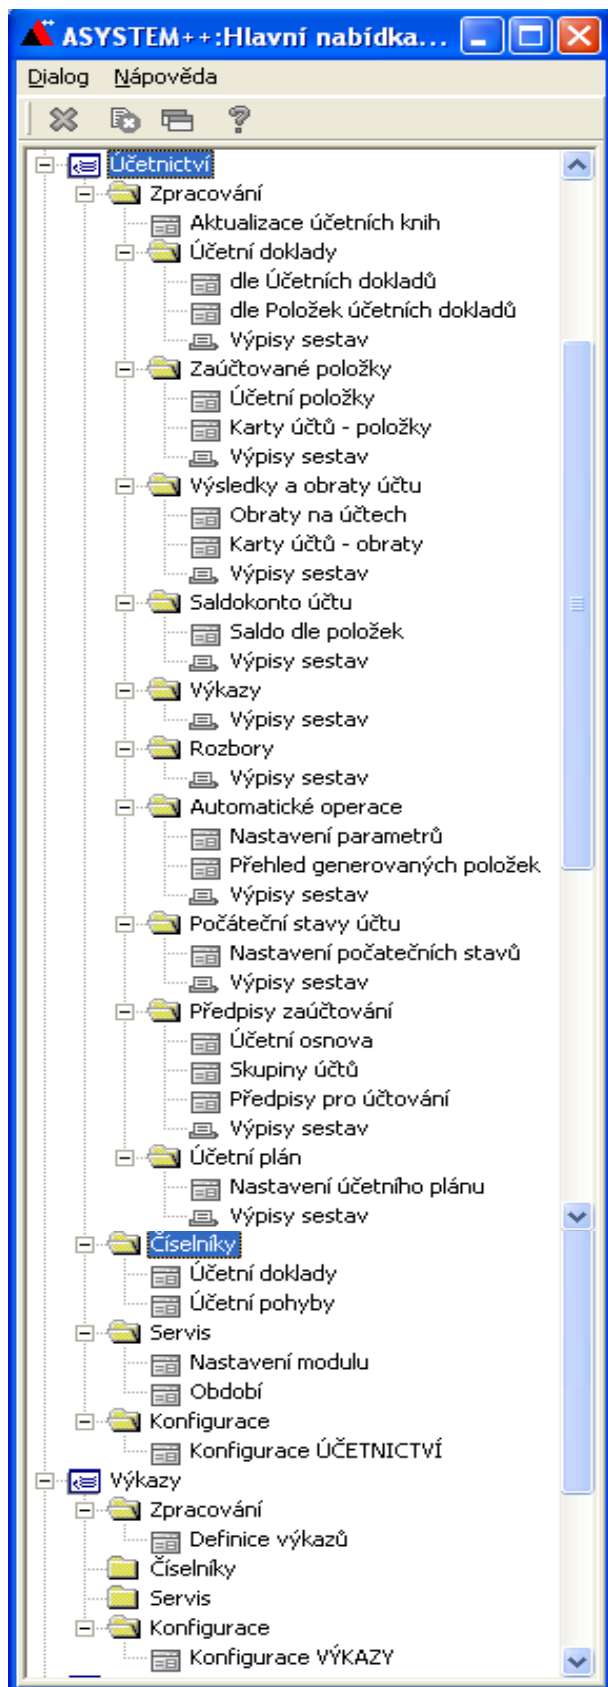 ASYSTEM++:Hlavní nabídka...
Dialog Nápověda
Účetnictví
Zpracování
Aktualizace účetních knih
Účetní doklady
dle Účetních dokladů
dle Položek účetních dokladů
Výpisy sestav
Zaúčtované položky
Účetní položky
Karty účtů - položky
Výpisy sestav
Výsledky a obraty účtu
Obraty na účtech
Karty účtů - obraty
Výpisy sestav
Saldokonto účtu
Saldo dle položek
Výpisy sestav
Výkazy
Výpisy sestav
Rozbory
Výpisy sestav
Automatické operace
Nastavení parametrů
Přehled generovaných položek
Výpisy sestav
Počáteční stavy účtu
Nastavení počatečních stavů
Výpisy sestav
Předpisy zaúčtování
Účetní osnova
Skupiny účtů
Předpisy pro účtování
Výpisy sestav
Účetní plán
Nastavení účetního plánu
Výpisy sestav
Číselníky
Účetní doklady
Účetní pohyby
Servis
Nastavení modulu
Období
Konfigurace
Konfigurace ÚČETNICTVÍ
Výkazy
Zpracování
Definice výkazů
Číselníky
Servis
Konfigurace
Konfigurace VÝKAZY